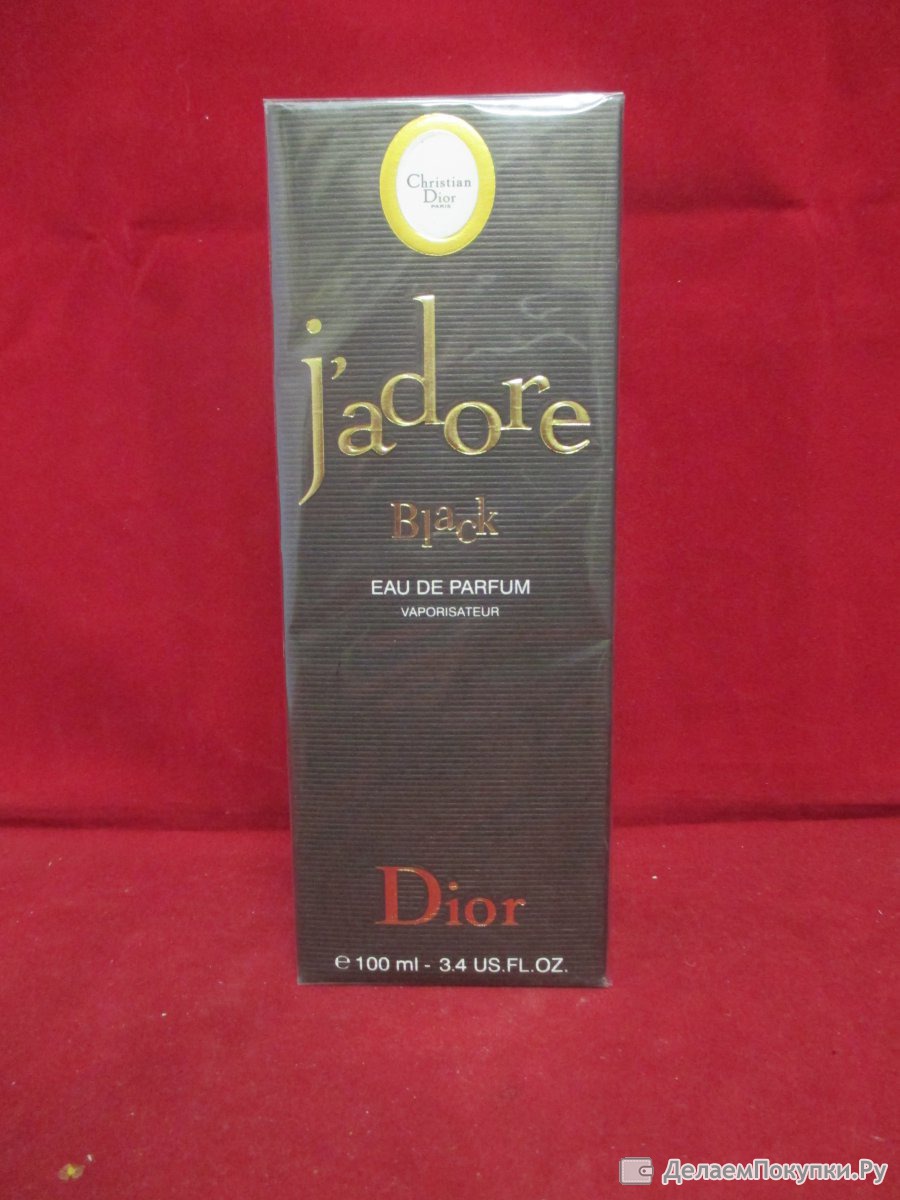 Christian
Dior
PARIS
j'adore
Black
EAU DE PARFUM
VAPORISATEUR
Dior
℮ 100 ml - 3.4 US.FL.OZ.
ДелаемПокупки.Ру